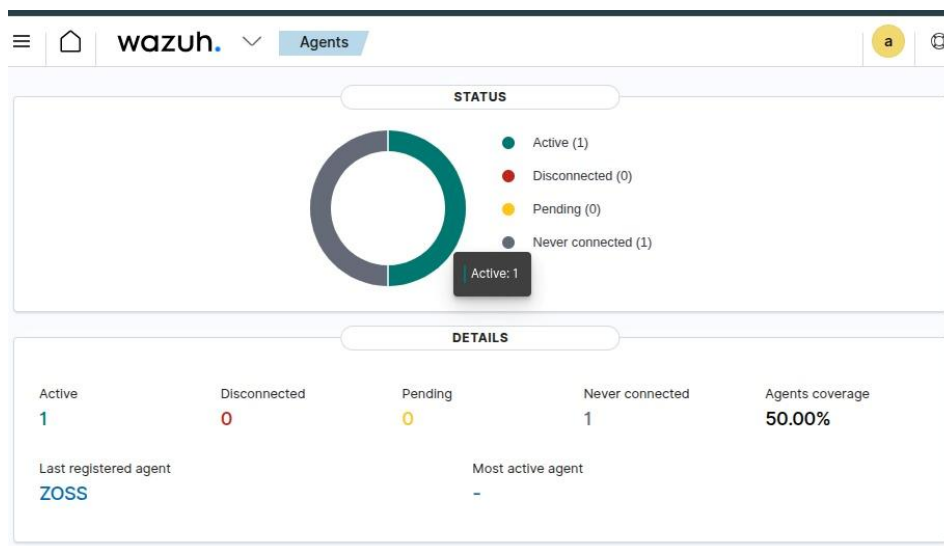 wazuh. Agents a
STATUS
Active (1)
Disconnected (0)
Pending (0)
Never connected (1)
Active: 1
DETAILS
Active Disconnected Pending Never connected Agents coverage
1 0 0 1 50.00%
Last registered agent Most active agent
ZOSS -